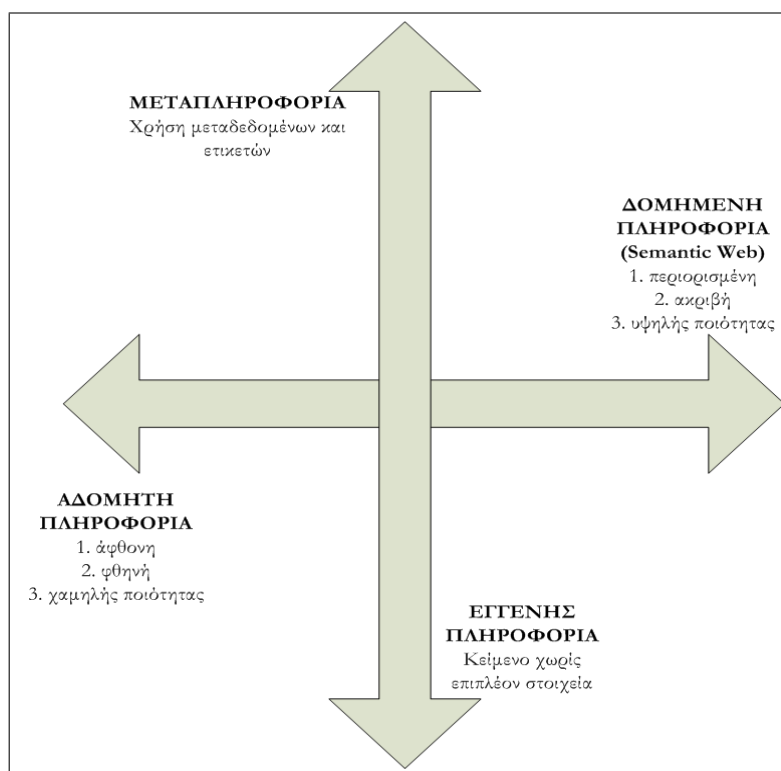 ΜΕΤΑΠΛΗΡΟΦΟΡΙΑ
Χρήση μεταδεδομένων και
ετικετών
ΔΟΜΗΜΕΝΗ
ΠΛΗΡΟΦΟΡΙΑ
(Semantic Web)
1. περιορισμένη
2. ακριβή
3. υψηλής ποιότητας
ΑΔΟΜΗΤΗ
ΠΛΗΡΟΦΟΡΙΑ
1. άφθονη
2. φθηνή
3. χαμηλής ποιότητας
ΕΓΓΕΝΗΣ
ΠΛΗΡΟΦΟΡΙΑ
Κείμενο χωρίς
επιπλέον στοιχεία